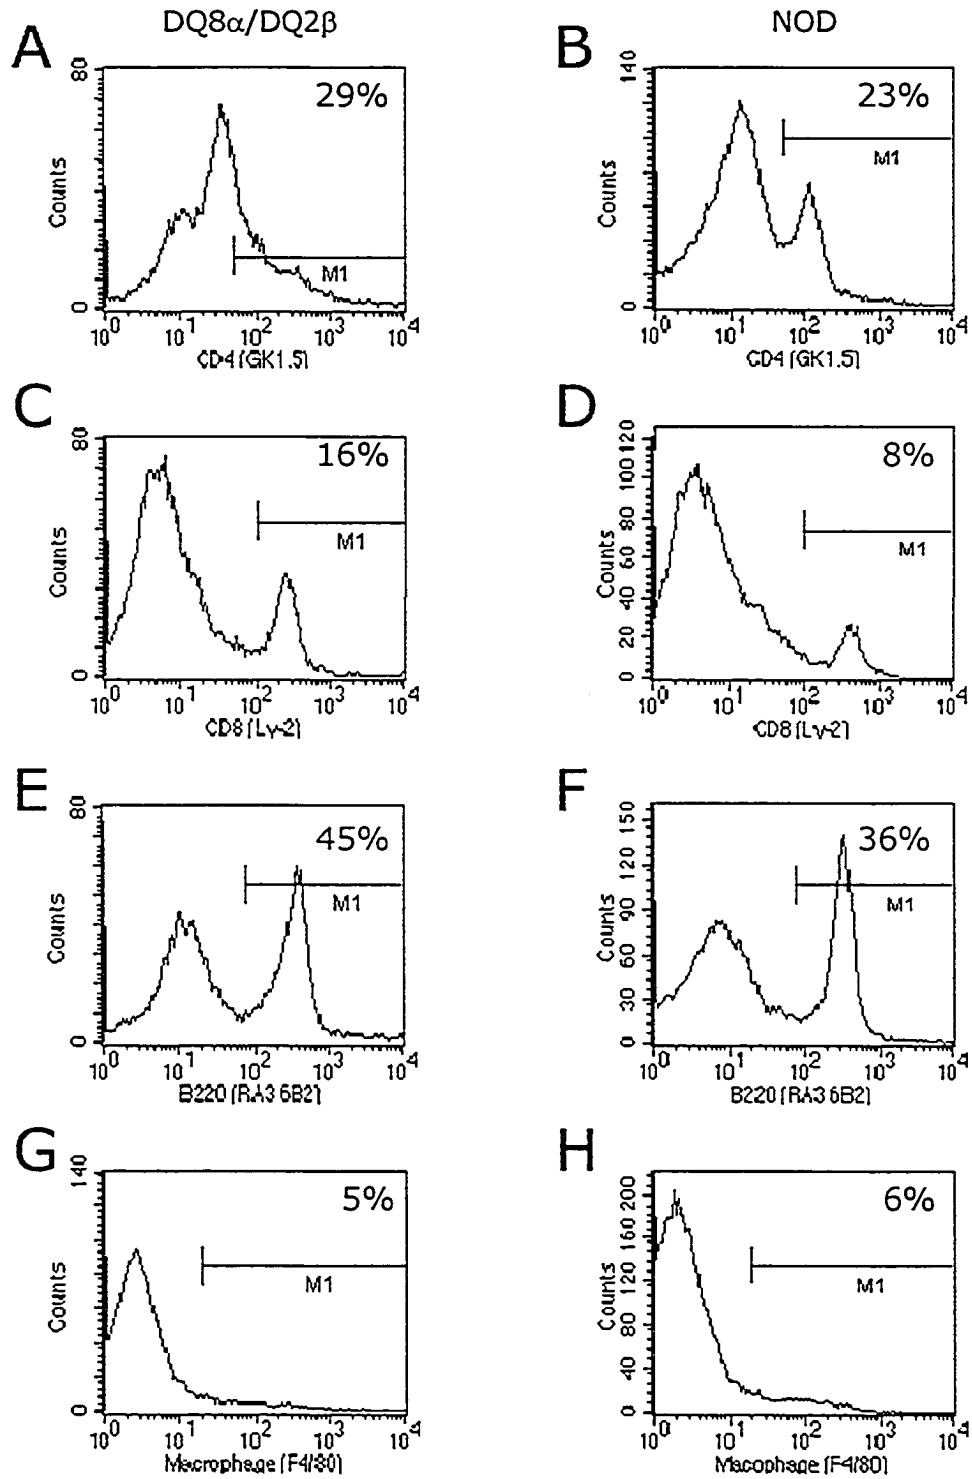 DQ8α/DQ2β
NOD
A
80
29%
Counts
M1
0
10^0 10^1 10^2 10^3 10^4
CD4 (GK1.5)
B
140
23%
Counts
M1
0
10^0 10^1 10^2 10^3 10^4
CD4 (GK1.5)
C
80
16%
Counts
M1
0
10^0 10^1 10^2 10^3 10^4
CD8 (Ly-2)
D
120
100
8%
80
Counts
M1
60
40
20
0
10^0 10^1 10^2 10^3 10^4
CD8 (Ly-2)
E
80
45%
Counts
M1
0
10^0 10^1 10^2 10^3 10^4
B220 (RA3 6B2)
F
150
36%
120
Counts
M1
90
60
30
0
10^0 10^1 10^2 10^3 10^4
B220 (RA3 6B2)
G
140
5%
Counts
M1
0
10^0 10^1 10^2 10^3 10^4
Macrophage (F4/80)
H
200
6%
160
Counts
M1
120
80
40
0
10^0 10^1 10^2 10^3 10^4
Macophage (F4/80)